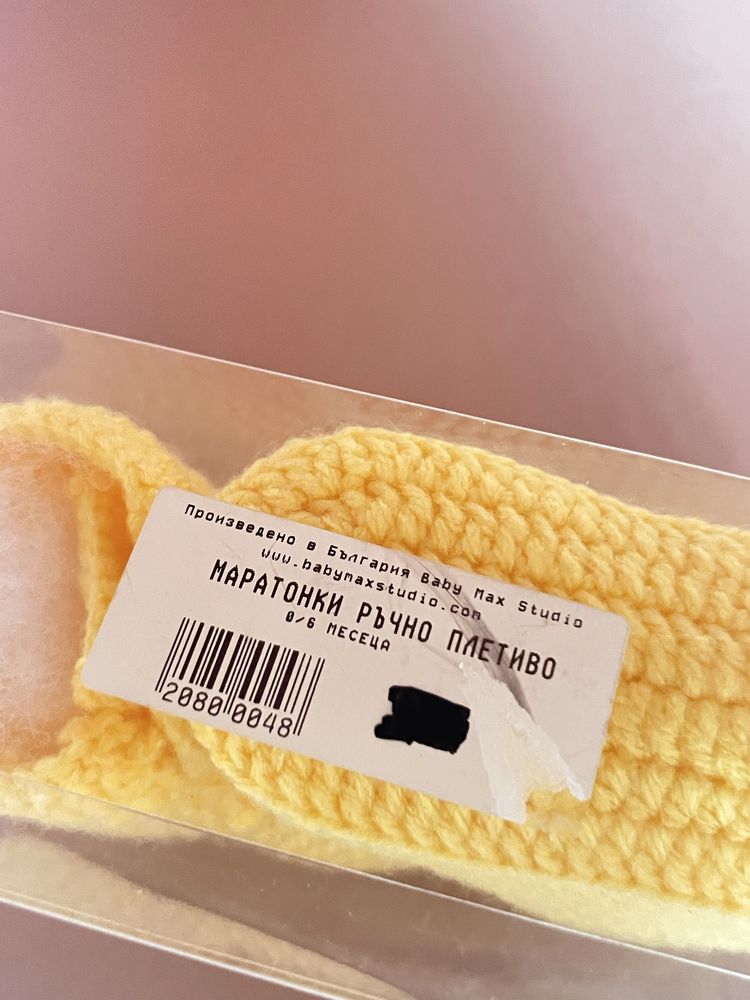 Произведено в България Baby Max Studio
www.babymaxstudio.com
МАРАТОНКИ РЪЧНО ПЛЕТИВО
0/6 МЕСЕЦА
2080 0048